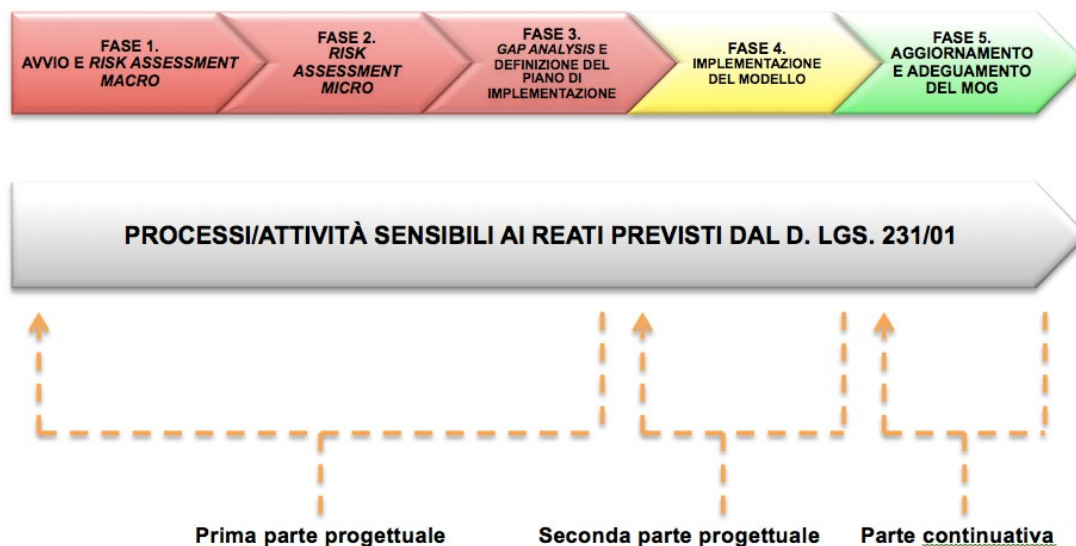 FASE 1.
AVVIO E RISK ASSESSMENT
MACRO
FASE 2.
RISK
ASSESSMENT
MICRO
FASE 3.
GAP ANALYSIS E
DEFINIZIONE DEL
PIANO DI
IMPLEMENTAZIONE
FASE 4.
IMPLEMENTAZIONE
DEL MODELLO
FASE 5.
AGGIORNAMENTO
E ADEGUAMENTO
DEL MOG
PROCESSI/ATTIVITÀ SENSIBILI AI REATI PREVISTI DAL D. LGS. 231/01
Prima parte progettuale
Seconda parte progettuale
Parte continuativa